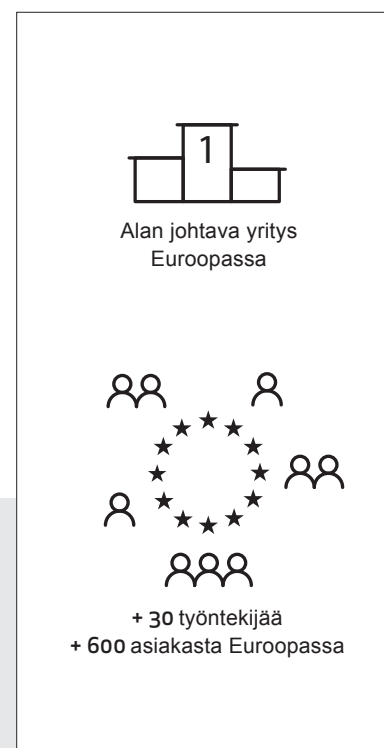 1
Alan johtava yritys
Euroopassa
+ 30 työntekijää
+ 600 asiakasta Euroopassa